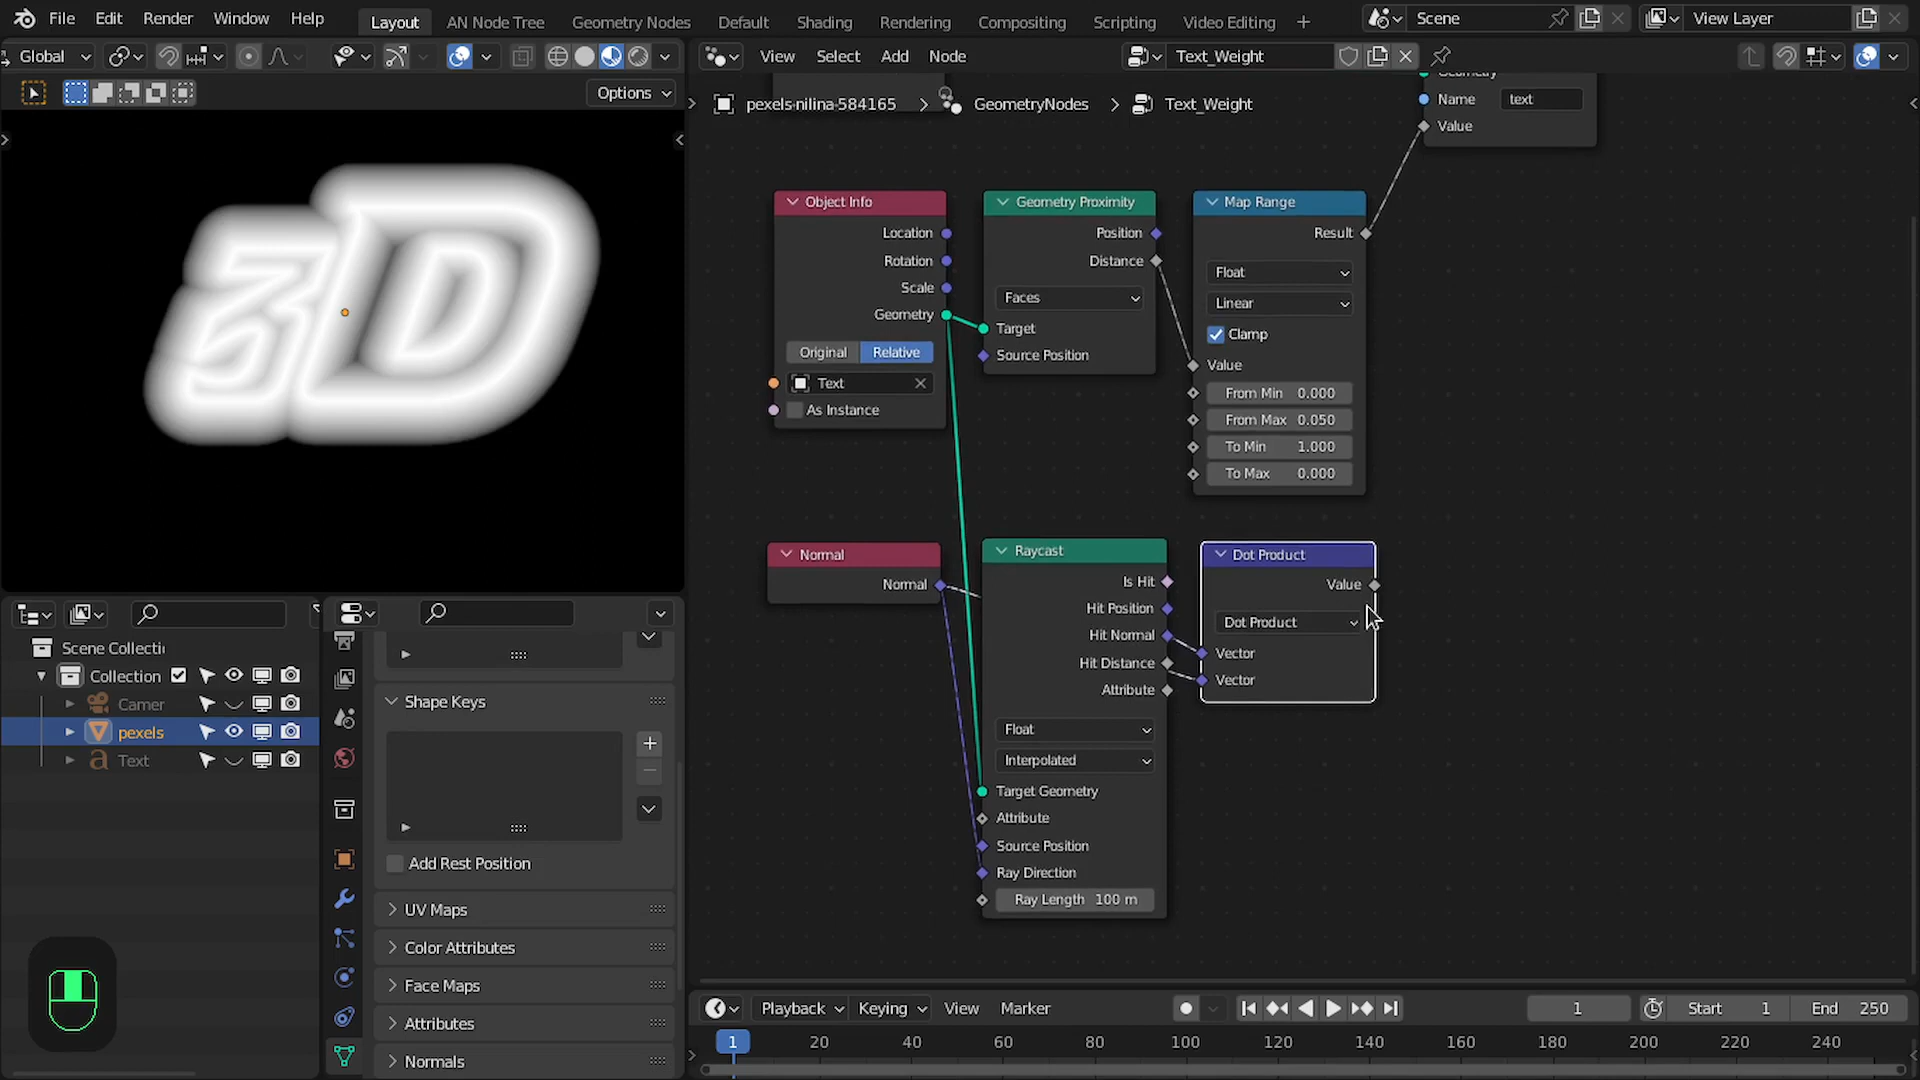 File Edit Render Window Help Layout AN Node Tree Geometry Nodes Default Shading Rendering Compositing Scripting Video Editing + Scene View Layer
Global View Select Add Node Text_Weight
Options
pexels-nilina-584165 > GeometryNodes > Text_Weight
Name text
Value
Object Info
Location
Rotation
Scale
Geometry
Original Relative
Text
As Instance
Geometry Proximity
Position
Distance
Faces
Target
Source Position
Map Range
Result
Float
Linear
Clamp
Value
From Min 0.000
From Max 0.050
To Min 1.000
To Max 0.000
3D
Normal
Normal
Raycast
Is Hit
Hit Position
Hit Normal
Hit Distance
Attribute
Float
Interpolated
Target Geometry
Attribute
Source Position
Ray Direction
Ray Length 100 m
Dot Product
Value
Dot Product
Vector
Vector
Scene Collecti
Collection
Camer
pexels
Text
Shape Keys
Add Rest Position
UV Maps
Color Attributes
Face Maps
Attributes
Normals
Playback Keying View Marker 1 Start 1 End 250
1 20 40 60 80 100 120 140 160 180 200 220 240